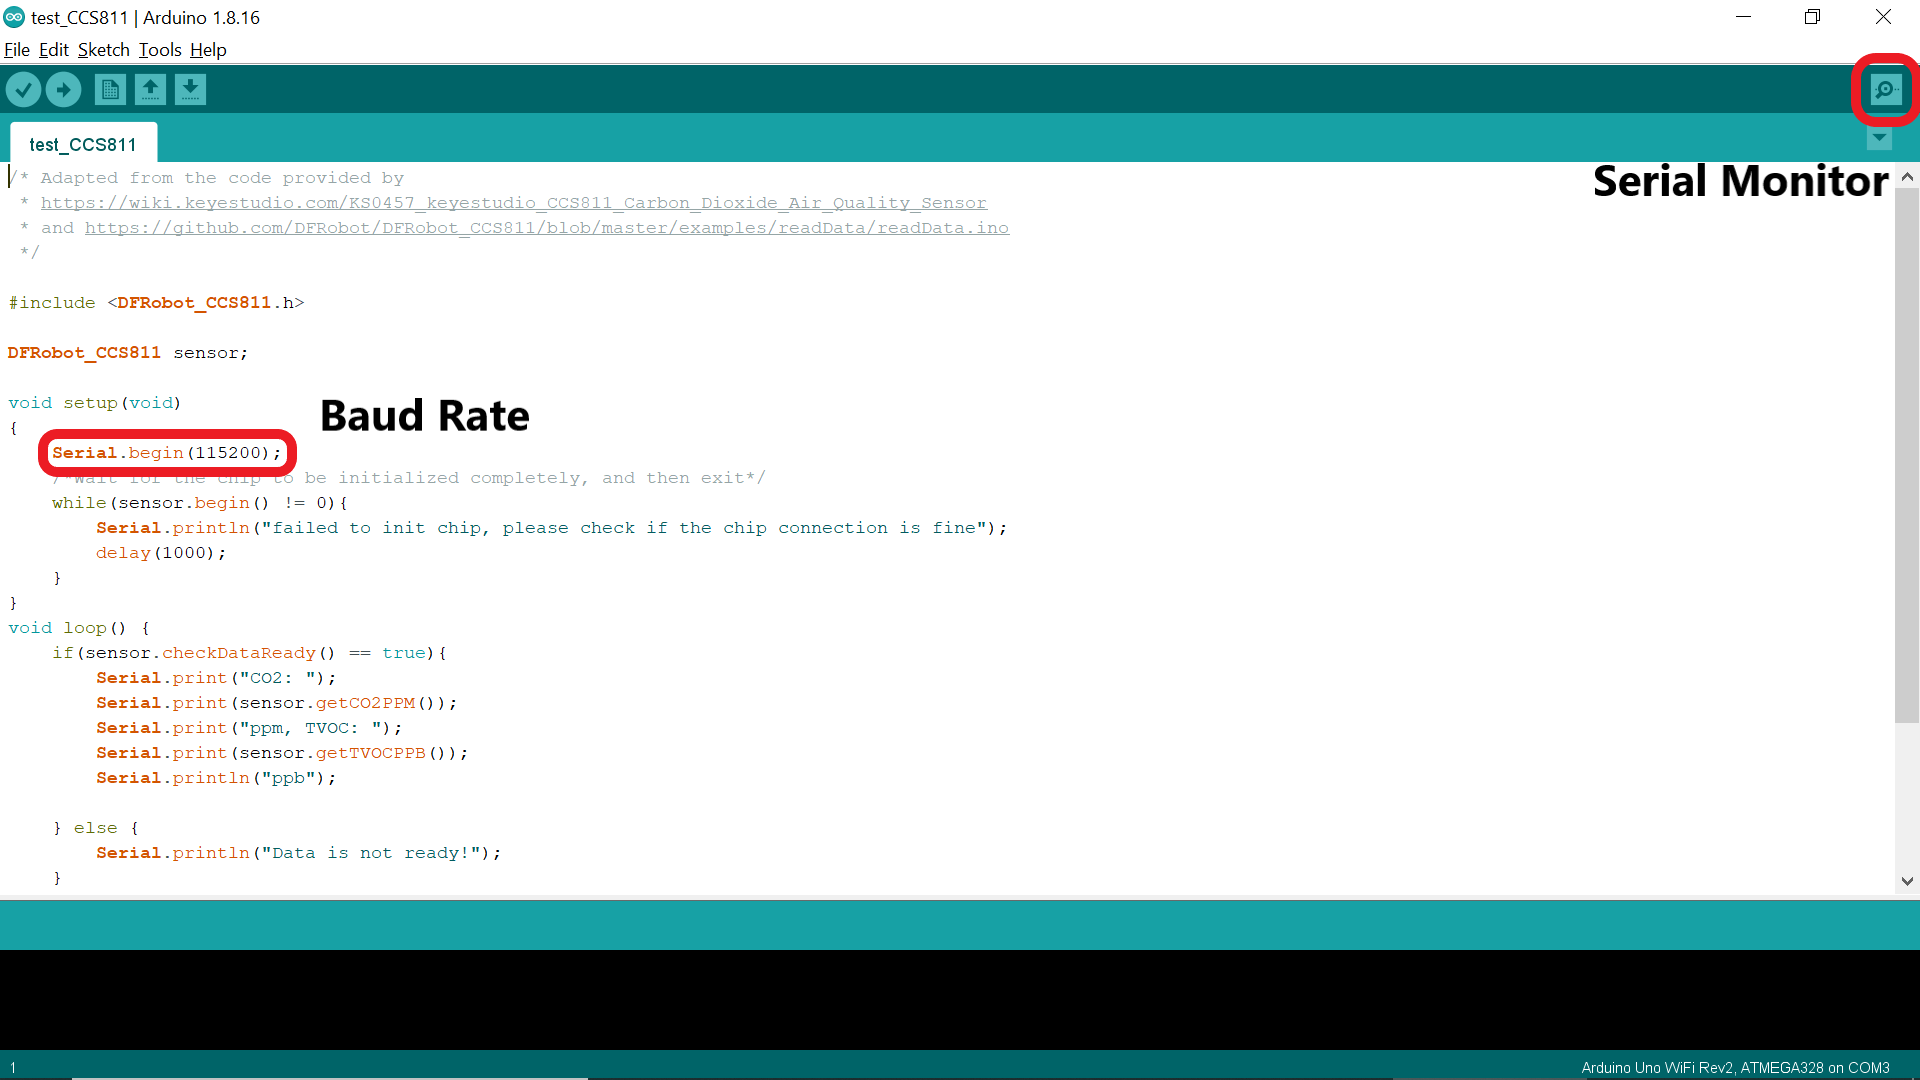 test_CCS811 | Arduino 1.8.16
File Edit Sketch Tools Help
test_CCS811
Serial Monitor
/* Adapted from the code provided by
* https://wiki.keyestudio.com/KS0457_keyestudio_CCS811_Carbon_Dioxide_Air_Quality_Sensor
* and https://github.com/DFRobot/DFRobot_CCS811/blob/master/examples/readData/readData.ino
*/
#include <DFRobot_CCS811.h>
DFRobot_CCS811 sensor;
void setup(void)
Baud Rate
{
Serial.begin(115200);
/*Wait for the chip to be initialized completely, and then exit*/
while(sensor.begin() != 0){
Serial.println("failed to init chip, please check if the chip connection is fine");
delay(1000);
}
}
void loop() {
if(sensor.checkDataReady() == true){
Serial.print("CO2: ");
Serial.print(sensor.getCO2PPM());
Serial.print("ppm, TVOC: ");
Serial.print(sensor.getTVOCPPB());
Serial.println("ppb");
} else {
Serial.println("Data is not ready!");
}
1
Arduino Uno WiFi Rev2, ATMEGA328 on COM3